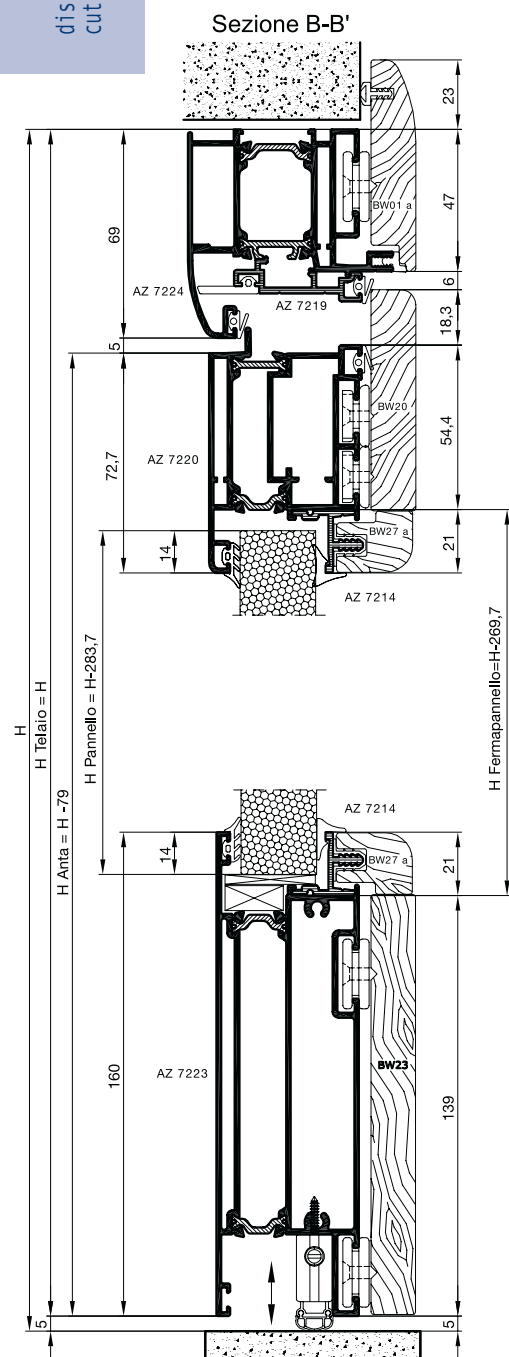 dis
cut
Sezione B-B'
23
BW01 a
47
69
6
AZ 7224
AZ 7219
18,3
5
BW20
54,4
72,7
AZ 7220
BW27 a
14
21
AZ 7214
H
H Telaio = H
H Anta = H -79
H Pannello = H-283,7
H Fermapannello=H-269,7
AZ 7214
14
BW27 a
21
160
AZ 7223
BW23
139
5
5